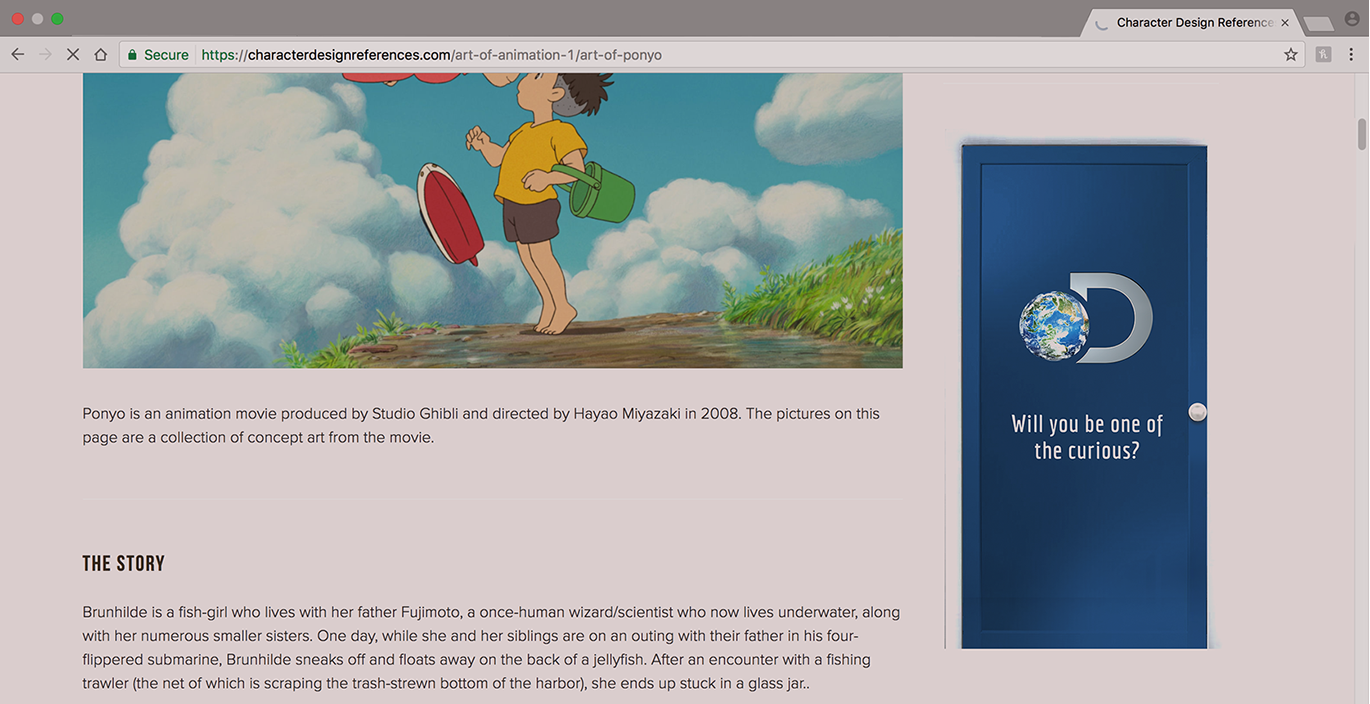 Character Design Reference
Secure https://characterdesignreferences.com/art-of-animation-1/art-of-ponyo
Ponyo is an animation movie produced by Studio Ghibli and directed by Hayao Miyazaki in 2008. The pictures on this
page are a collection of concept art from the movie.
THE STORY
Brunhilde is a fish-girl who lives with her father Fujimoto, a once-human wizard/scientist who now lives underwater, along
with her numerous smaller sisters. One day, while she and her siblings are on an outing with their father in his four-
flippered submarine, Brunhilde sneaks off and floats away on the back of a jellyfish. After an encounter with a fishing
trawler (the net of which is scraping the trash-strewn bottom of the harbor), she ends up stuck in a glass jar..
D
Will you be one of
the curious?